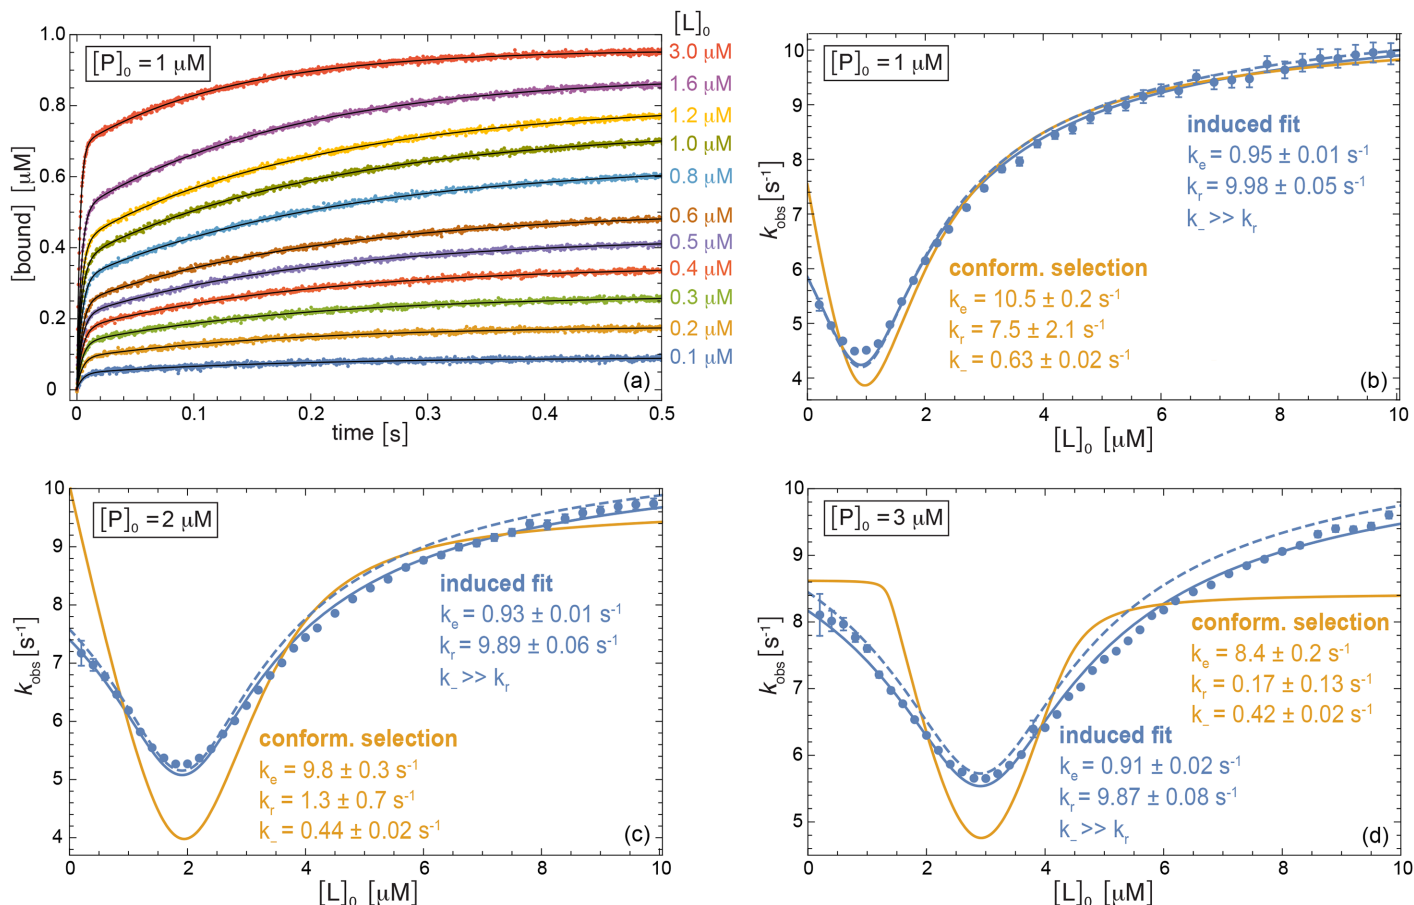 [L]₀
[P]₀ = 1 μM
3.0 μM
1.6 μM
1.2 μM
1.0 μM
0.8 μM
0.6 μM
0.5 μM
0.4 μM
0.3 μM
0.2 μM
0.1 μM
1.0
0.8
0.6
0.4
0.2
0
[bound] [μM]
(a)
0 0.1 0.2 0.3 0.4 0.5
time [s]
[P]₀ = 1 μM
10
9
8
7
6
5
4
k_obs [s⁻¹]
induced fit
kₑ = 0.95 ± 0.01 s⁻¹
kᵣ = 9.98 ± 0.05 s⁻¹
k₋ >> kᵣ
conform. selection
kₑ = 10.5 ± 0.2 s⁻¹
kᵣ = 7.5 ± 2.1 s⁻¹
k₋ = 0.63 ± 0.02 s⁻¹
(b)
0 2 4 6 8 10
[L]₀ [μM]
[P]₀ = 2 μM
10
9
8
7
6
5
4
k_obs [s⁻¹]
induced fit
kₑ = 0.93 ± 0.01 s⁻¹
kᵣ = 9.89 ± 0.06 s⁻¹
k₋ >> kᵣ
conform. selection
kₑ = 9.8 ± 0.3 s⁻¹
kᵣ = 1.3 ± 0.7 s⁻¹
k₋ = 0.44 ± 0.02 s⁻¹
(c)
0 2 4 6 8 10
[L]₀ [μM]
[P]₀ = 3 μM
10
9
8
7
6
5
k_obs [s⁻¹]
conform. selection
kₑ = 8.4 ± 0.2 s⁻¹
kᵣ = 0.17 ± 0.13 s⁻¹
k₋ = 0.42 ± 0.02 s⁻¹
induced fit
kₑ = 0.91 ± 0.02 s⁻¹
kᵣ = 9.87 ± 0.08 s⁻¹
k₋ >> kᵣ
(d)
0 2 4 6 8 10
[L]₀ [μM]